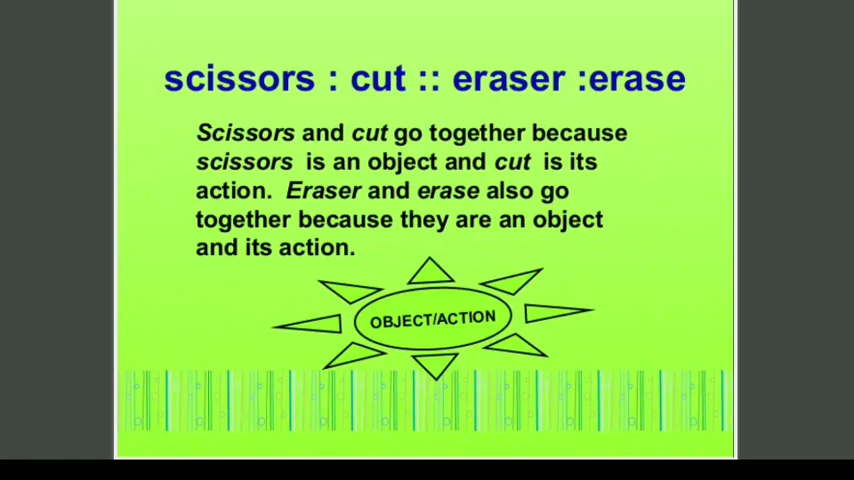 scissors : cut :: eraser :erase
Scissors and cut go together because
scissors is an object and cut is its
action. Eraser and erase also go
together because they are an object
and its action.
OBJECT/ACTION